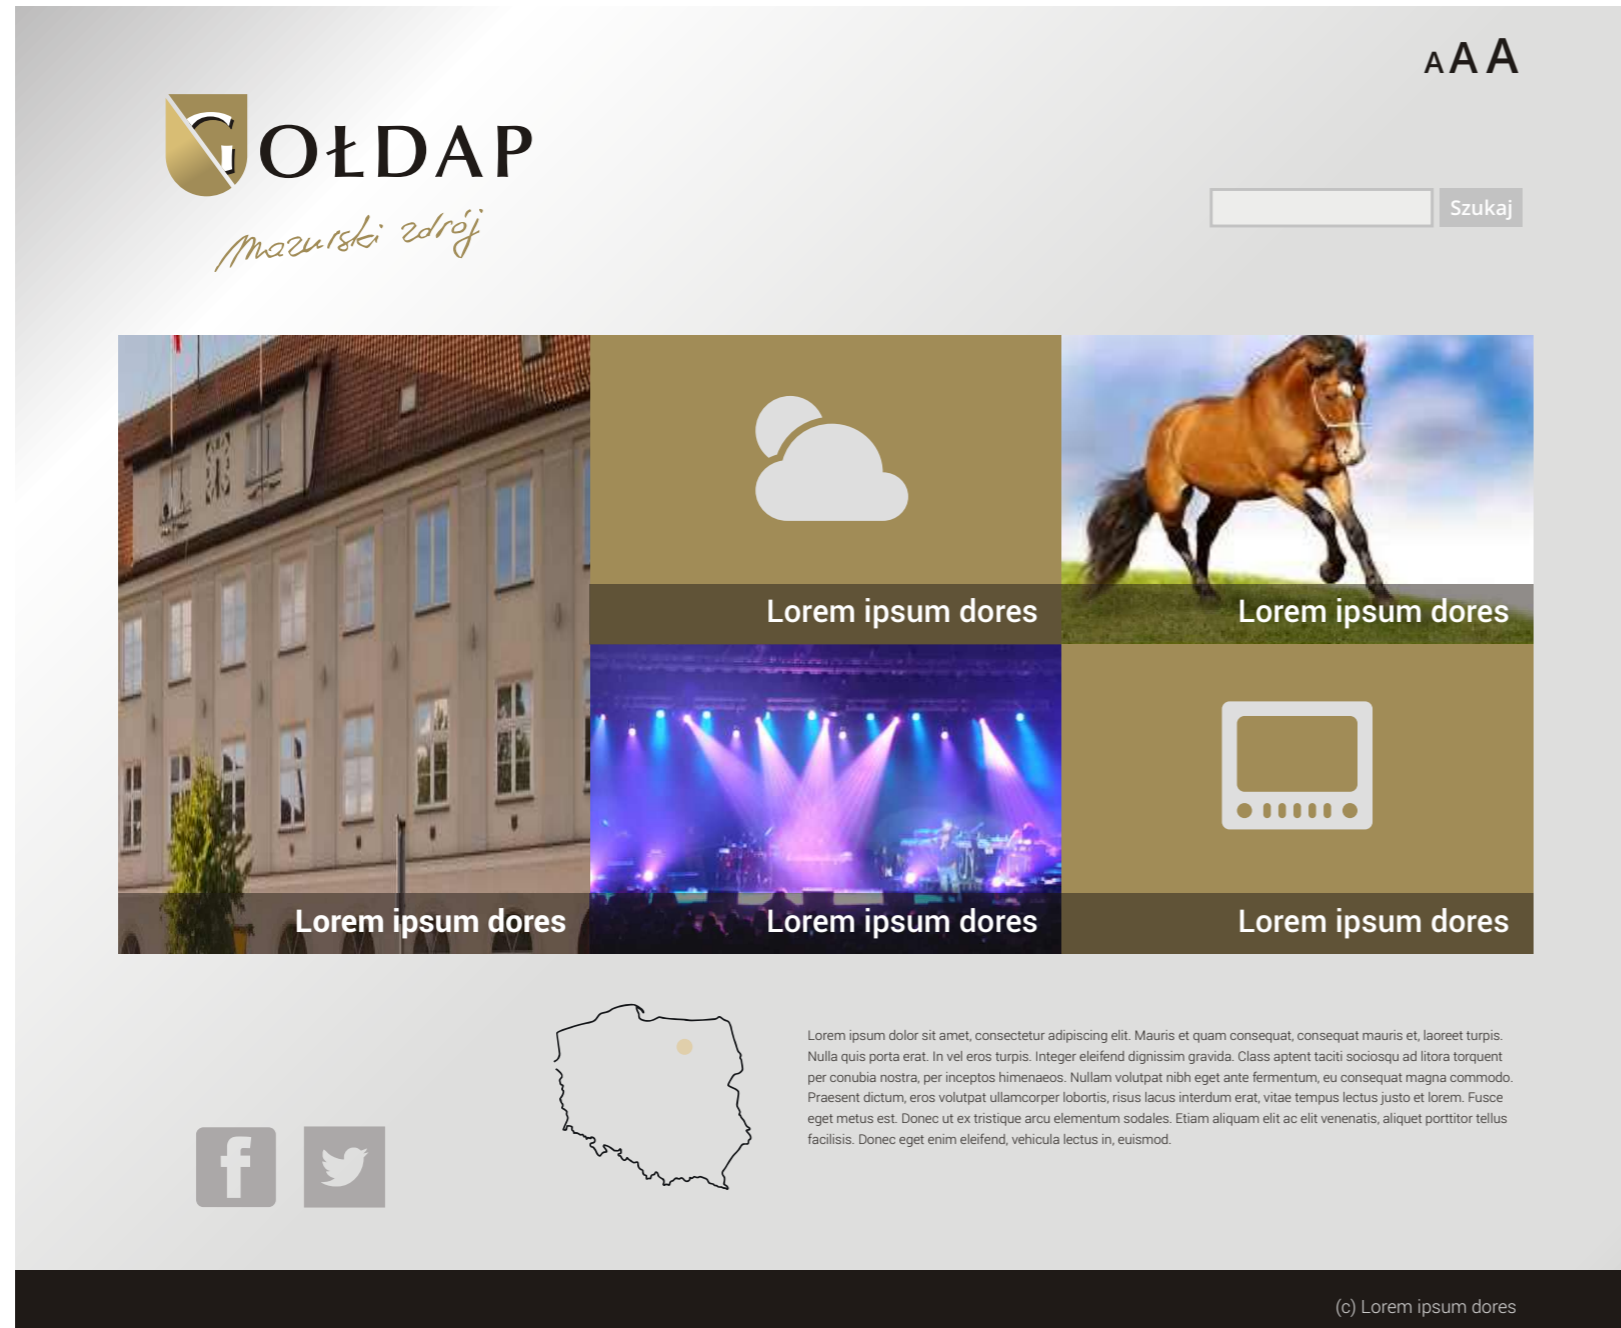 A A A
GOŁDAP
mazurski zdrój
Szukaj
Lorem ipsum dores
Lorem ipsum dores
Lorem ipsum dores
Lorem ipsum dores
Lorem ipsum dores
Lorem ipsum dolor sit amet, consectetur adipiscing elit. Mauris et quam consequat, consequat mauris et, laoreet turpis.
Nulla quis porta erat. In vel eros turpis. Integer eleifend dignissim gravida. Class aptent taciti sociosqu ad litora torquent
per conubia nostra, per inceptos himenaeos. Nullam volutpat nibh eget ante fermentum, eu consequat magna commodo.
Praesent dictum, eros volutpat ullamcorper lobortis, risus lacus interdum erat, vitae tempus lectus justo et lorem. Fusce
eget metus est. Donec ut ex tristique arcu elementum sodales. Etiam aliquam elit ac elit venenatis, aliquet porttitor tellus
facilisis. Donec eget enim eleifend, vehicula lectus in, euismod.
f
(c) Lorem ipsum dores